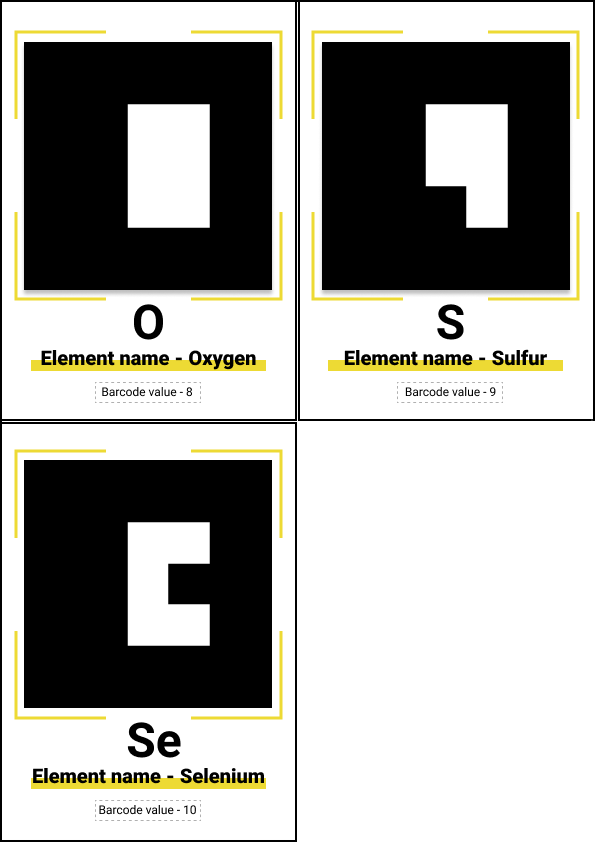 O
Element name - Oxygen
Barcode value - 8
S
Element name - Sulfur
Barcode value - 9
Se
Element name - Selenium
Barcode value - 10